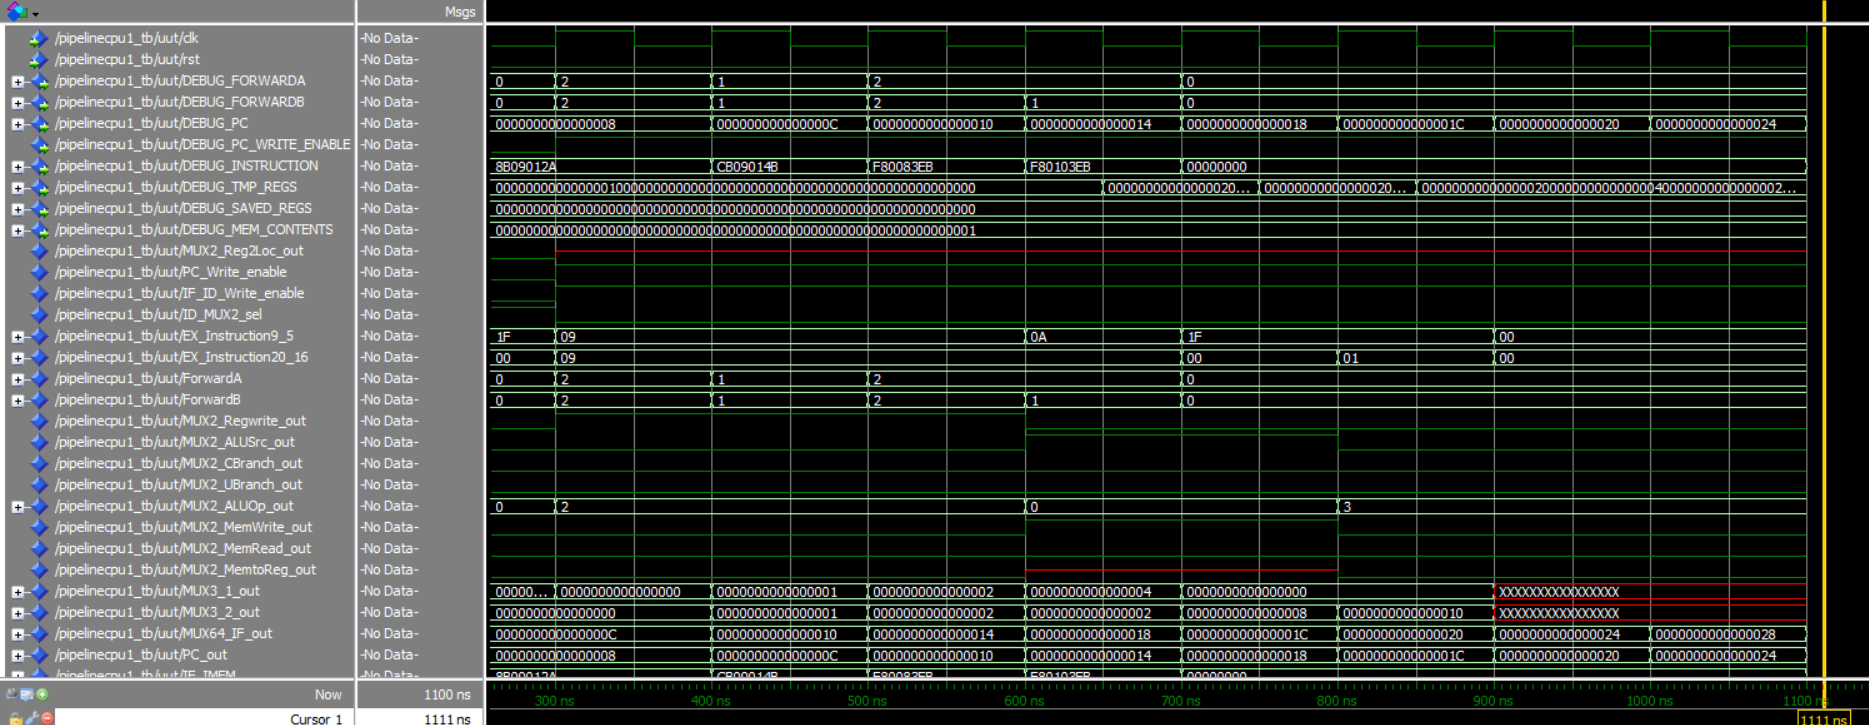 Msgs
/pipelinecpu1_tb/uut/clk -No Data-
/pipelinecpu1_tb/uut/rst -No Data-
/pipelinecpu1_tb/uut/DEBUG_FORWARDA -No Data- 0 2 1 2 0
/pipelinecpu1_tb/uut/DEBUG_FORWARDB -No Data- 0 2 1 2 1 0
/pipelinecpu1_tb/uut/DEBUG_PC -No Data- 0000000000000008 000000000000000C 0000000000000010 0000000000000014 0000000000000018 000000000000001C 0000000000000020 0000000000000024
/pipelinecpu1_tb/uut/DEBUG_PC_WRITE_ENABLE -No Data-
/pipelinecpu1_tb/uut/DEBUG_INSTRUCTION -No Data- 8B09012A CB09014B F80083EB F80103EB 00000000
/pipelinecpu1_tb/uut/DEBUG_TMP_REGS -No Data-
/pipelinecpu1_tb/uut/DEBUG_SAVED_REGS -No Data-
/pipelinecpu1_tb/uut/DEBUG_MEM_CONTENTS -No Data-
/pipelinecpu1_tb/uut/MUX2_Reg2Loc_out -No Data-
/pipelinecpu1_tb/uut/PC_Write_enable -No Data-
/pipelinecpu1_tb/uut/IF_ID_Write_enable -No Data-
/pipelinecpu1_tb/uut/ID_MUX2_sel -No Data-
/pipelinecpu1_tb/uut/EX_Instruction9_5 -No Data- 1F 09 0A 1F 00
/pipelinecpu1_tb/uut/EX_Instruction20_16 -No Data- 00 09 00 01 00
/pipelinecpu1_tb/uut/ForwardA -No Data- 0 2 1 2 0
/pipelinecpu1_tb/uut/ForwardB -No Data- 0 2 1 2 1 0
/pipelinecpu1_tb/uut/MUX2_Regwrite_out -No Data-
/pipelinecpu1_tb/uut/MUX2_ALUSrc_out -No Data-
/pipelinecpu1_tb/uut/MUX2_CBranch_out -No Data-
/pipelinecpu1_tb/uut/MUX2_UBranch_out -No Data-
/pipelinecpu1_tb/uut/MUX2_ALUOp_out -No Data- 0 2 0 3
/pipelinecpu1_tb/uut/MUX2_MemWrite_out -No Data-
/pipelinecpu1_tb/uut/MUX2_MemRead_out -No Data-
/pipelinecpu1_tb/uut/MUX2_MemtoReg_out -No Data-
/pipelinecpu1_tb/uut/MUX3_1_out -No Data- 00000... 0000000000000000 0000000000000001 0000000000000002 0000000000000004 0000000000000000 XXXXXXXXXXXXXXXX
/pipelinecpu1_tb/uut/MUX3_2_out -No Data- 0000000000000000 0000000000000001 0000000000000002 0000000000000002 0000000000000008 0000000000000010 XXXXXXXXXXXXXXXX
/pipelinecpu1_tb/uut/MUX64_IF_out -No Data- 000000000000000C 0000000000000010 0000000000000014 0000000000000018 000000000000001C 0000000000000020 0000000000000024 0000000000000028
/pipelinecpu1_tb/uut/PC_out -No Data- 0000000000000008 000000000000000C 0000000000000010 0000000000000014 0000000000000018 000000000000001C 0000000000000020 0000000000000024
/pipelinecpu1_tb/uut/IF_IMEM -No Data- 8B09012A CB09014B F80083EB F80103EB 00000000
Now 1100 ns 300 ns 400 ns 500 ns 600 ns 700 ns 800 ns 900 ns 1000 ns 1100 ns
Cursor 1 1111 ns 1111 ns